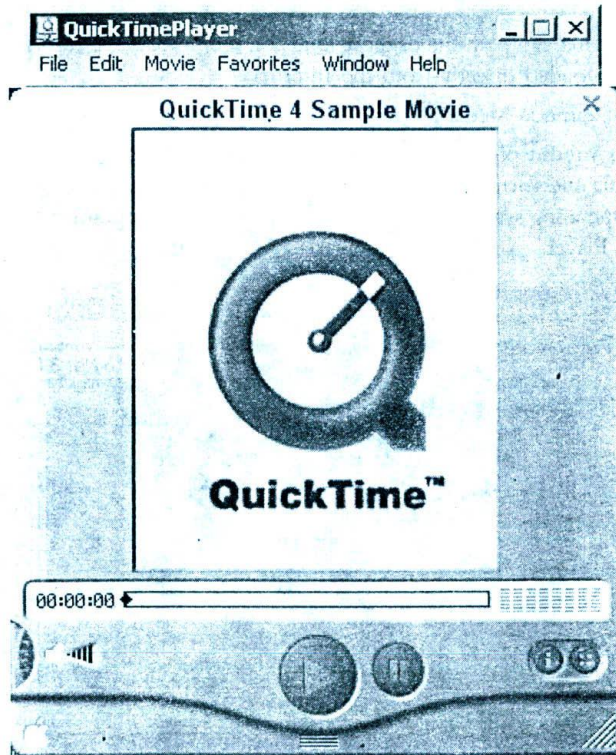 QuickTimePlayer
File Edit Movie Favorites Window Help
QuickTime 4 Sample Movie
QuickTime™
00:00:00